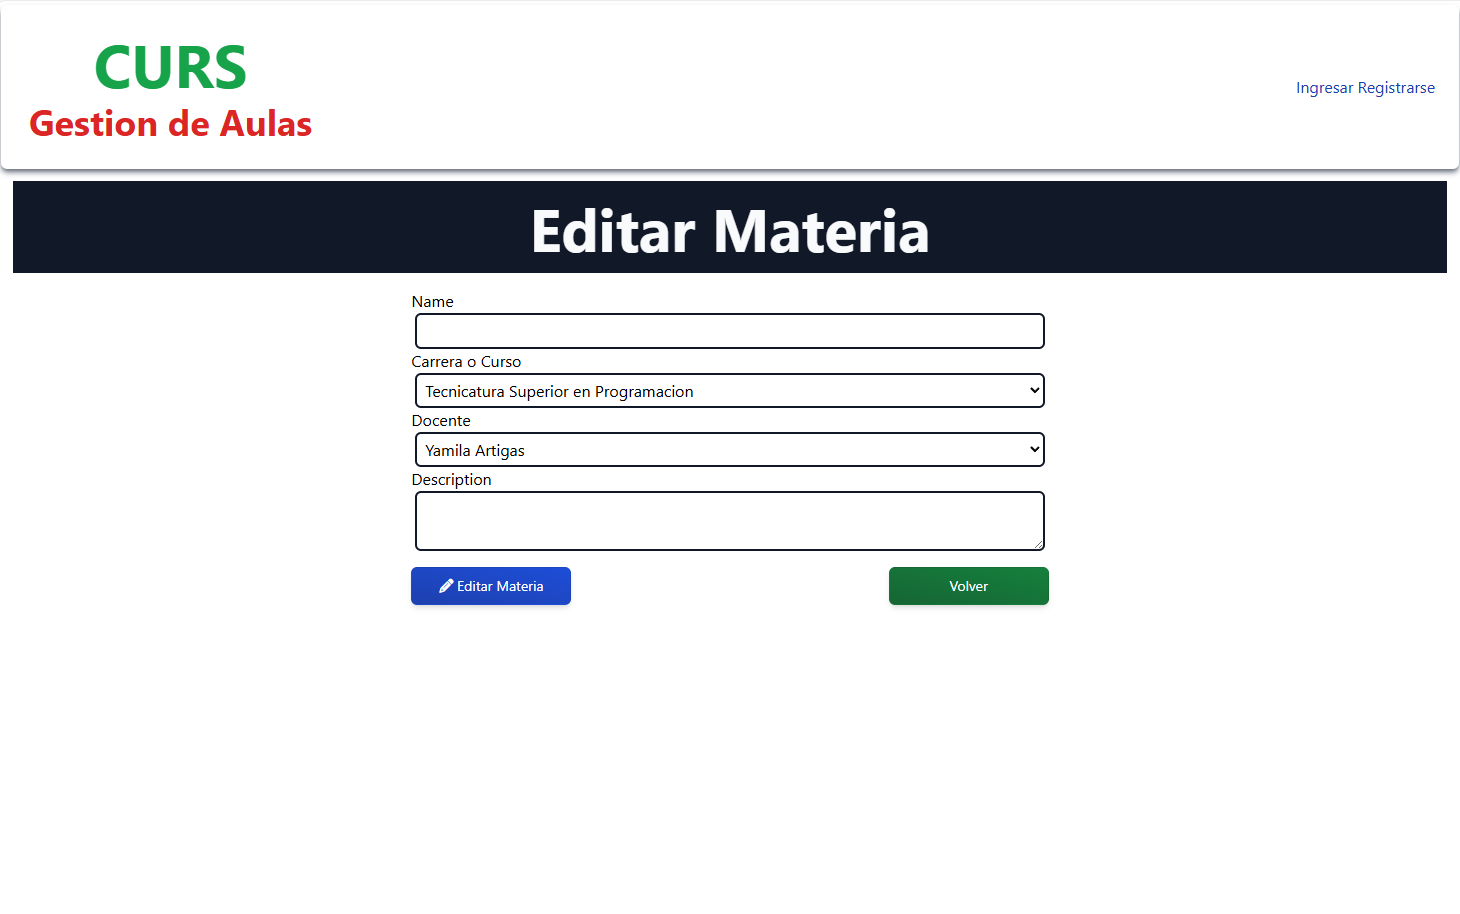 CURS
Gestion de Aulas
Ingresar Registrarse
Editar Materia
Name
Carrera o Curso
Tecnicatura Superior en Programacion
Docente
Yamila Artigas
Description
Editar Materia
Volver